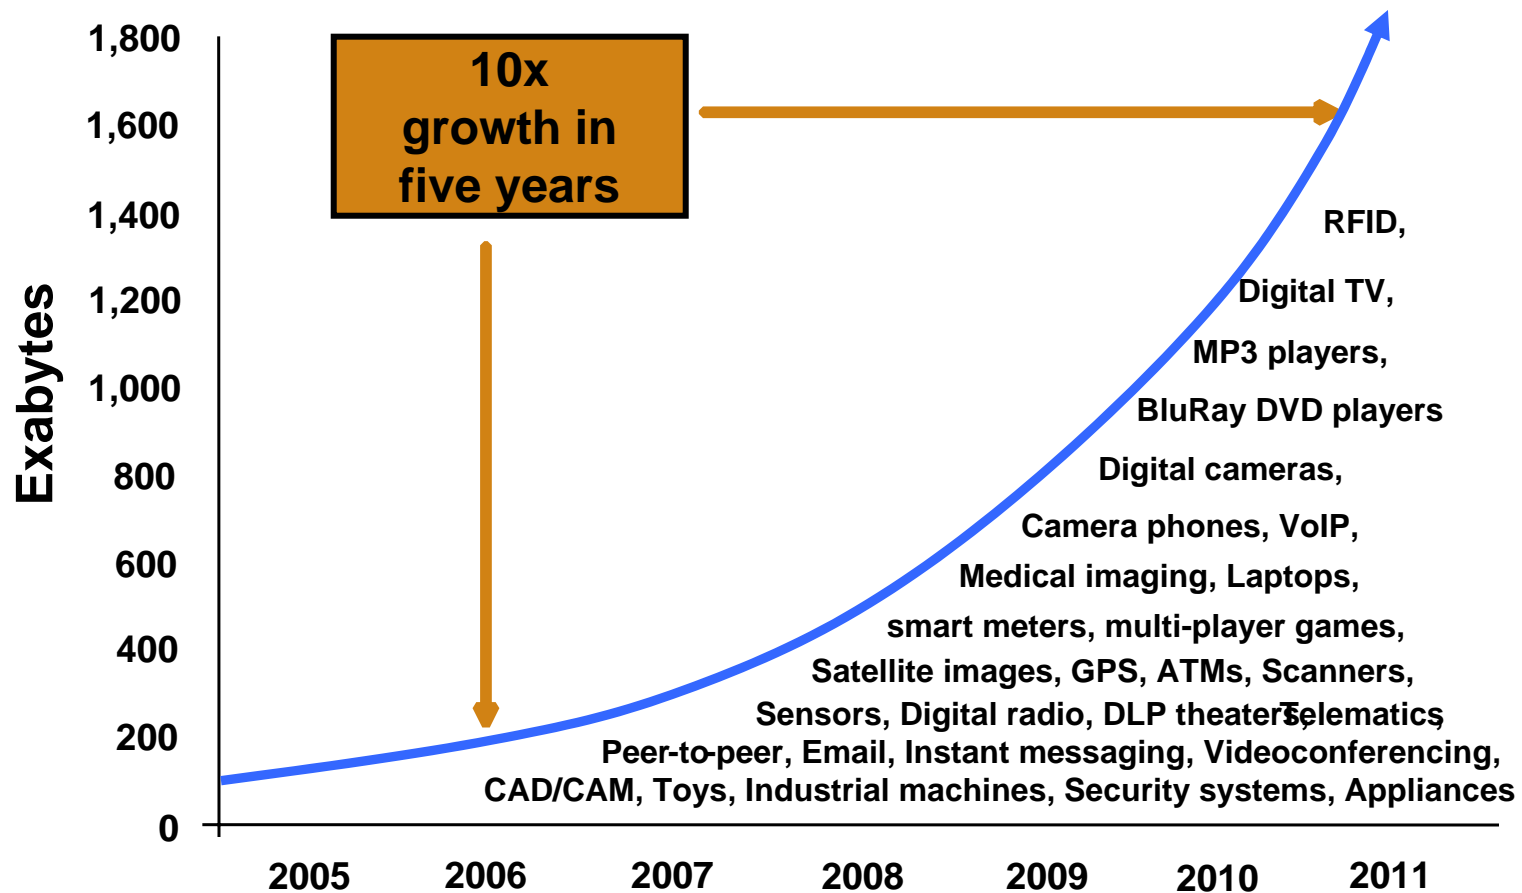 1,800
10x
growth in
five years
1,600
1,400
RFID,
1,200
Digital TV,
MP3 players,
1,000
BluRay DVD players
800
Digital cameras,
Camera phones, VoIP,
600
Medical imaging, Laptops,
smart meters, multi-player games,
400
Satellite images, GPS, ATMs, Scanners,
Sensors, Digital radio, DLP theaters, Telematics,
200
Peer-to-peer, Email, Instant messaging, Videoconferencing,
CAD/CAM, Toys, Industrial machines, Security systems, Appliances
0
Exabytes
2005 2006 2007 2008 2009 2010 2011